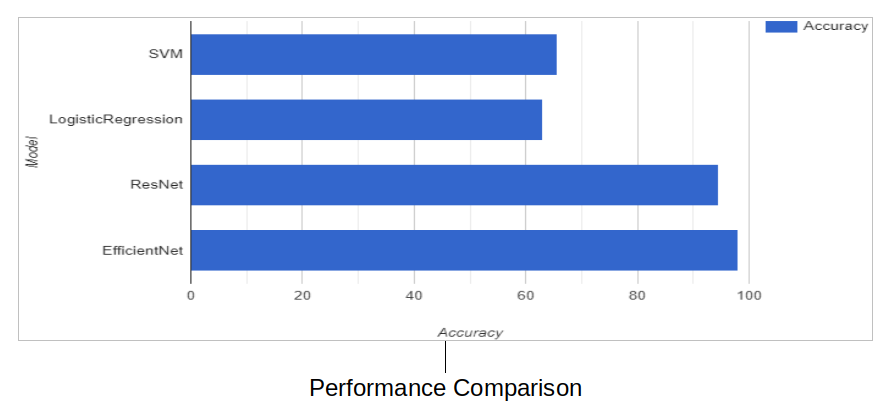 Accuracy
SVM
LogisticRegression
Model
ResNet
EfficientNet
0 20 40 60 80 100
Accuracy
Performance Comparison